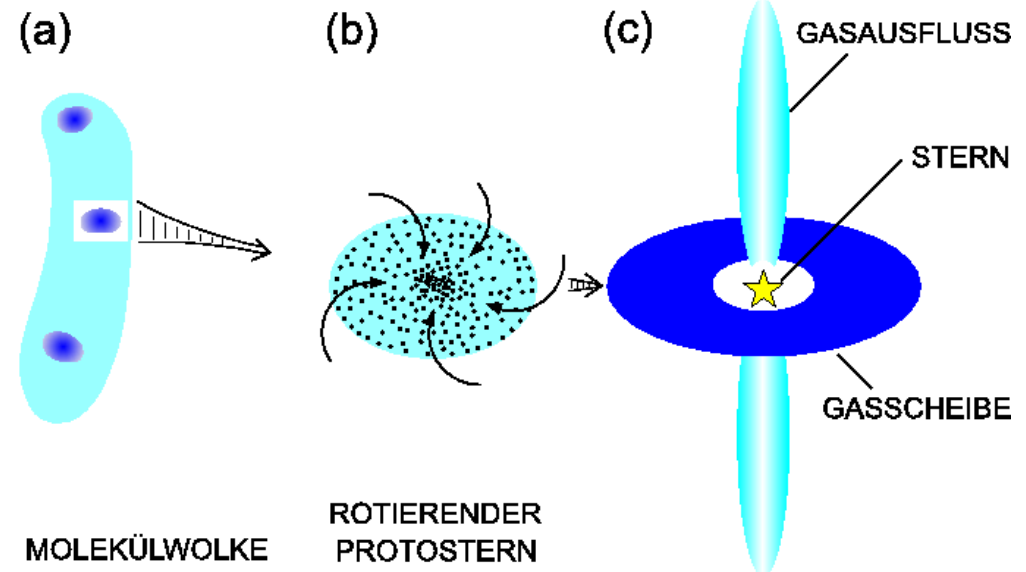 (a)
(b)
(c)
GASAUSFLUSS
STERN
GASSCHEIBE
MOLEKÜLWOLKE
ROTIERENDER
PROTOSTERN